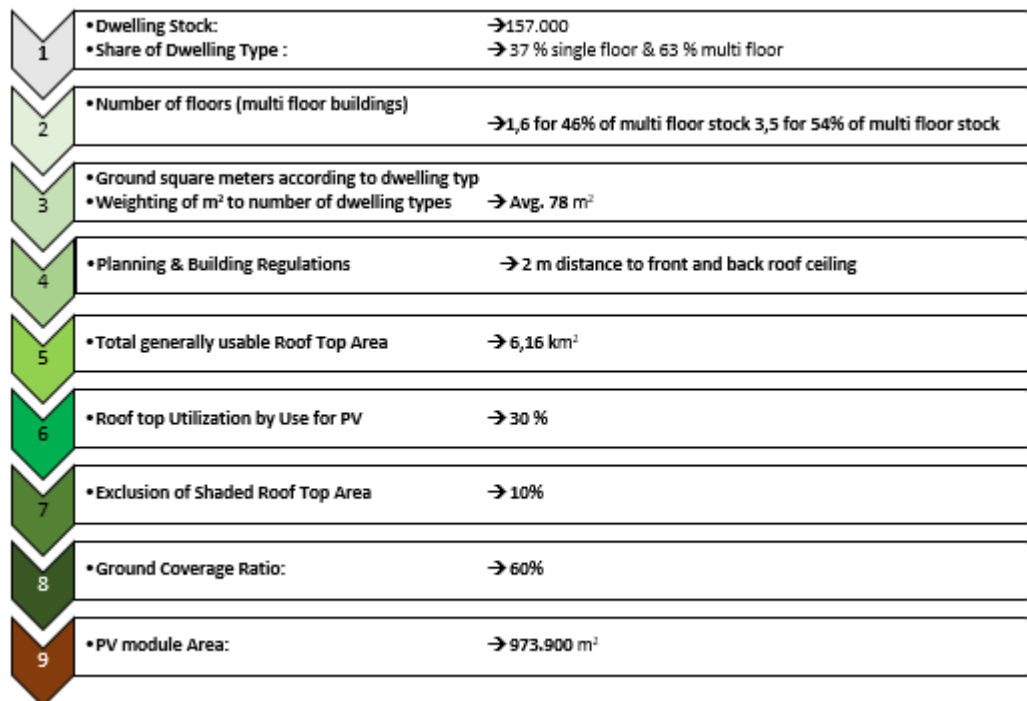 1
•Dwelling Stock: →157.000
•Share of Dwelling Type : → 37 % single floor & 63 % multi floor
2
•Number of floors (multi floor buildings)
→1,6 for 46% of multi floor stock 3,5 for 54% of multi floor stock
3
•Ground square meters according to dwelling typ
•Weighting of m² to number of dwelling types → Avg. 78 m²
4
•Planning & Building Regulations → 2 m distance to front and back roof ceiling
5
•Total generally usable Roof Top Area → 6,16 km²
6
•Roof top Utilization by Use for PV → 30 %
7
•Exclusion of Shaded Roof Top Area → 10%
8
•Ground Coverage Ratio: → 60%
9
•PV module Area: → 973.900 m²